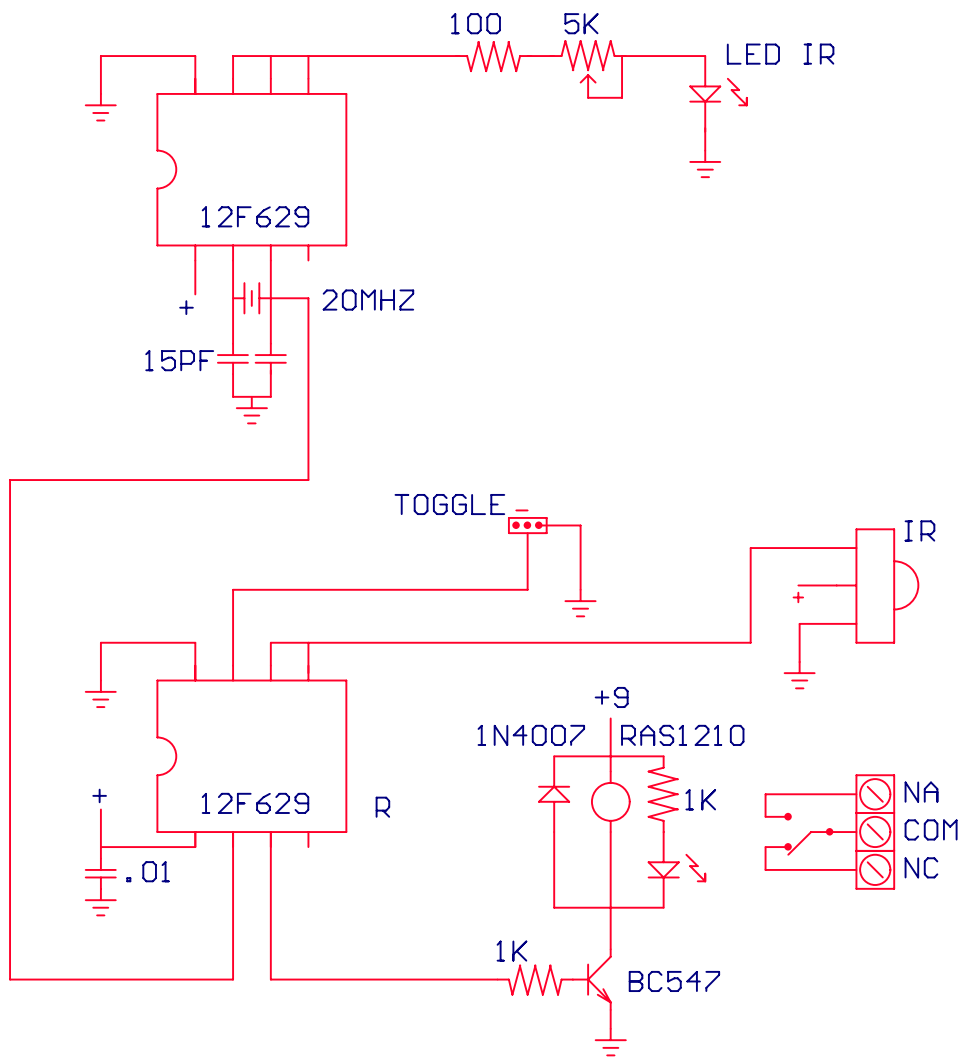 100
5K
LED IR
12F629
+
20MHZ
15PF
TOGGLE
−
IR
+
+9
1N4007
RAS1210
+
12F629
R
1K
NA
COM
NC
.01
1K
BC547